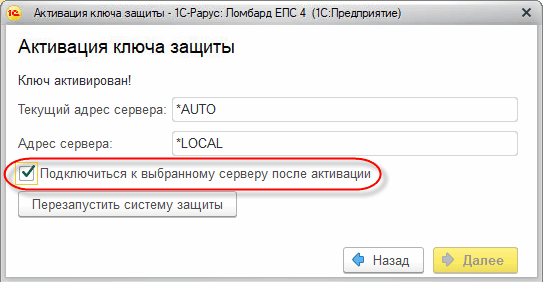 Активация ключа защиты - 1С-Рарус: Ломбард ЕПС 4 (1С:Предприятие)
Активация ключа защиты
Ключ активирован!
Текущий адрес сервера: *AUTO
Адрес сервера: *LOCAL
Подключиться к выбранному серверу после активации
Перезапустить систему защиты
Назад Далее